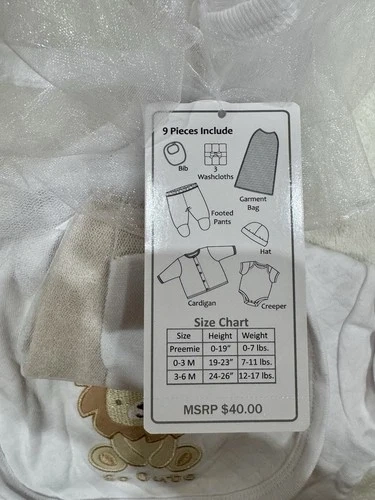 9 Pieces Include
Bib
3
Washcloths
Garment
Bag
Footed
Pants
Hat
Cardigan
Creeper
Size Chart
Size Height Weight
Preemie 0-19" 0-7 lbs.
0-3 M 19-23" 7-11 lbs.
3-6 M 24-26" 12-17 lbs.
MSRP $40.00
So Cute